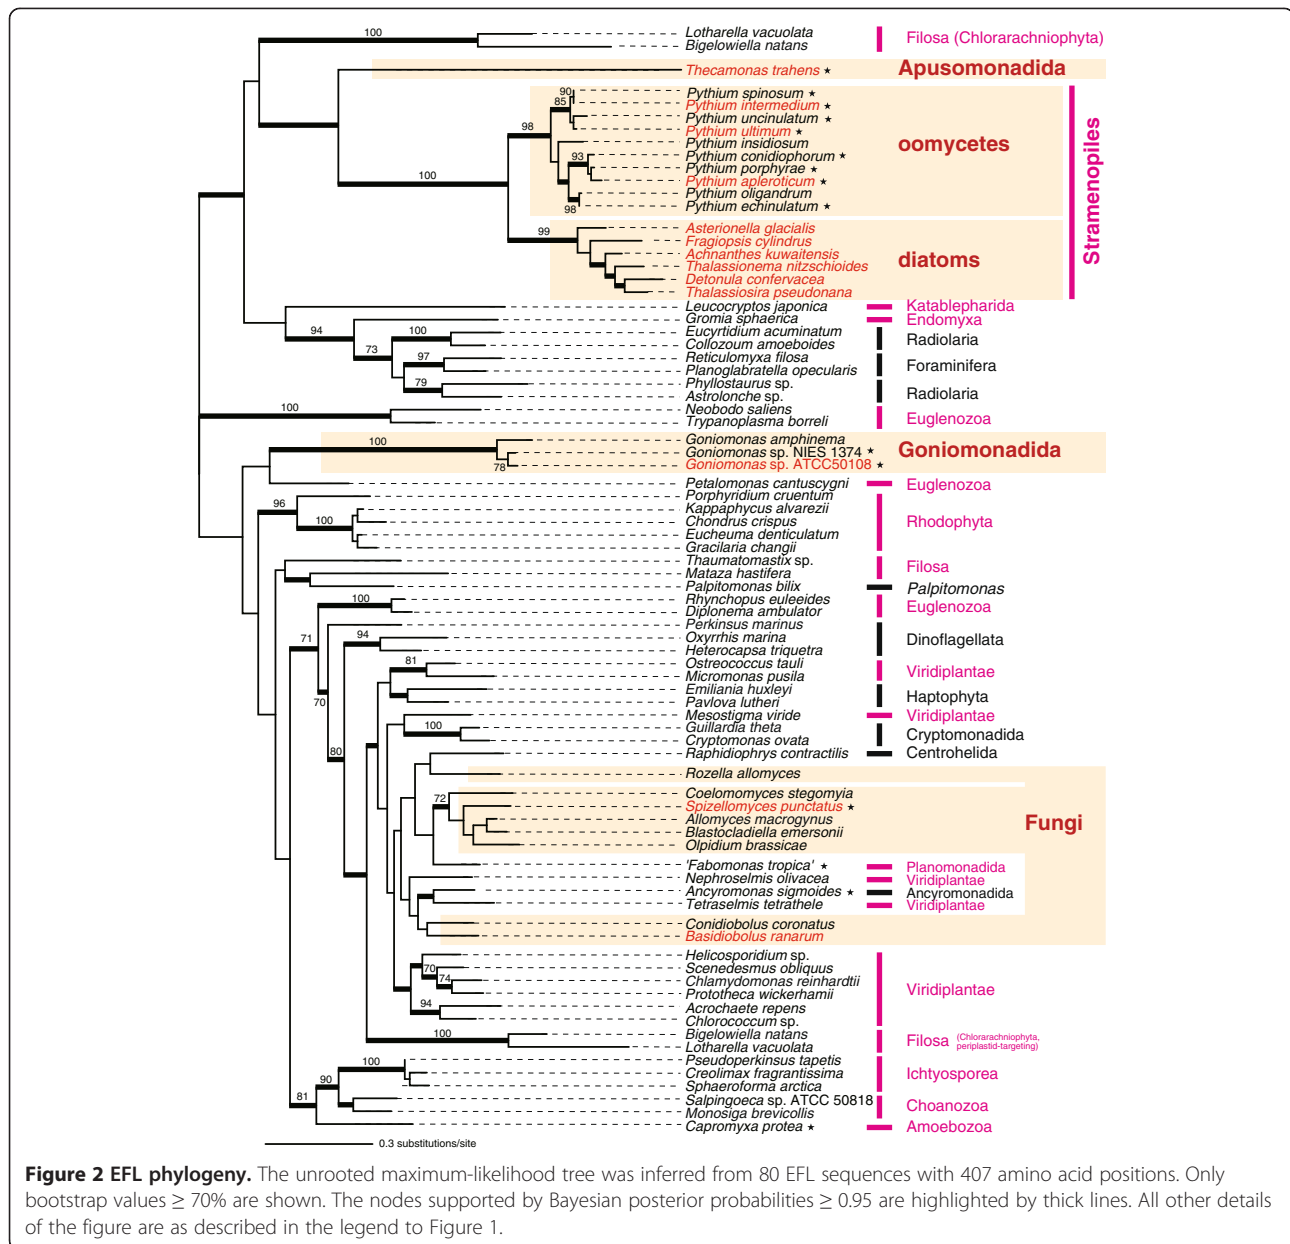 100
Lotharella vacuolata
Bigelowiella natans
Filosa (Chlorarachniophyta)
Thecamonas trahens ★
Apusomonadida
90
Pythium spinosum ★
85
Pythium intermedium ★
98
Pythium uncinulatum ★
Pythium ultimum ★
Pythium insidiosum
oomycetes
93
Pythium conidiophorum ★
Pythium porphyrae ★
100
Pythium apleroticum ★
Pythium oligandrum
98
Pythium echinulatum ★
Stramenopiles
99
Asterionella glacialis
Fragiopsis cylindrus
Achnanthes kuwaitensis
diatoms
Thalassionema nitzschioides
Detonula confervacea
Thalassiosira pseudonana
Leucocryptos japonica
Katablepharida
94
Gromia sphaerica
Endomyxa
100
Eucyrtidium acuminatum
Radiolaria
73
Collozoum amoeboides
97
Reticulomyxa filosa
Foraminifera
Planoglabratella opecularis
79
Phyllostaurus sp.
Radiolaria
Astrolonche sp.
100
Neobodo saliens
Euglenozoa
Trypanoplasma borreli
100
Goniomonas amphinema
Goniomonas sp. NIES 1374 ★
Goniomonadida
78
Goniomonas sp. ATCC50108 ★
Petalomonas cantuscygni
Euglenozoa
96
Porphyridium cruentum
Kappaphycus alvarezii
100
Chondrus crispus
Rhodophyta
Eucheuma denticulatum
Gracilaria changii
Thaumatomastix sp.
Filosa
Mataza hastifera
Palpitomonas bilix
Palpitomonas
100
Rhynchopus euleeides
Euglenozoa
Diplonema ambulator
71
Perkinsus marinus
94
Oxyrrhis marina
Dinoflagellata
Heterocapsa triquetra
81
Ostreococcus tauli
Viridiplantae
Micromonas pusila
70
Emiliania huxleyi
Haptophyta
Pavlova lutheri
Mesostigma viride
Viridiplantae
100
Guillardia theta
Cryptomonadida
Cryptomonas ovata
80
Raphidiophrys contractilis
Centrohelida
Rozella allomyces
72
Coelomomyces stegomyia
Spizellomyces punctatus ★
Allomyces macrogynus
Fungi
Blastocladiella emersonii
Olpidium brassicae
'Fabomonas tropica' ★
Planomonadida
Nephroselmis olivacea
Viridiplantae
Ancyromonas sigmoides ★
Ancyromonadida
Tetraselmis tetrathele
Viridiplantae
Conidiobolus coronatus
Basidiobolus ranarum
Helicosporidium sp.
70
Scenedesmus obliquus
74
Chlamydomonas reinhardtii
Viridiplantae
Prototheca wickerhamii
94
Acrochaete repens
Chlorococcum sp.
100
Bigelowiella natans
Filosa (Chlorarachniophyta,
periplastid-targeting)
Lotharella vacuolata
100
Pseudoperkinsus tapetis
Creolimax fragrantissima
Ichtyosporea
90
Sphaeroforma arctica
81
Salpingoeca sp. ATCC 50818
Choanozoa
Monosiga brevicollis
Capromyxa protea ★
Amoebozoa
0.3 substitutions/site
Figure 2 EFL phylogeny. The unrooted maximum-likelihood tree was inferred from 80 EFL sequences with 407 amino acid positions. Only
bootstrap values ≥ 70% are shown. The nodes supported by Bayesian posterior probabilities ≥ 0.95 are highlighted by thick lines. All other details
of the figure are as described in the legend to Figure 1.